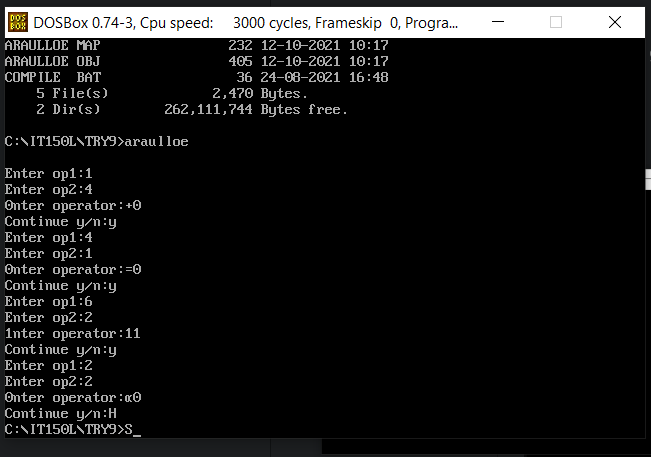 DOS
BOX
DOSBox 0.74-3, Cpu speed:    3000 cycles, Frameskip  0, Progra...
ARAULLOE MAP                232 12-10-2021 10:17
ARAULLOE OBJ                405 12-10-2021 10:17
COMPILE  BAT                 36 24-08-2021 16:48
    5 File(s)             2,470 Bytes.
    2 Dir(s)       262,111,744 Bytes free.
C:\IT150L\TRY9>araulloe
Enter op1:1
Enter op2:4
0nter operator:+0
Continue y/n:y
Enter op1:4
Enter op2:1
0nter operator:=0
Continue y/n:y
Enter op1:6
Enter op2:2
1nter operator:11
Continue y/n:y
Enter op1:2
Enter op2:2
0nter operator:α0
Continue y/n:H
C:\IT150L\TRY9>S_